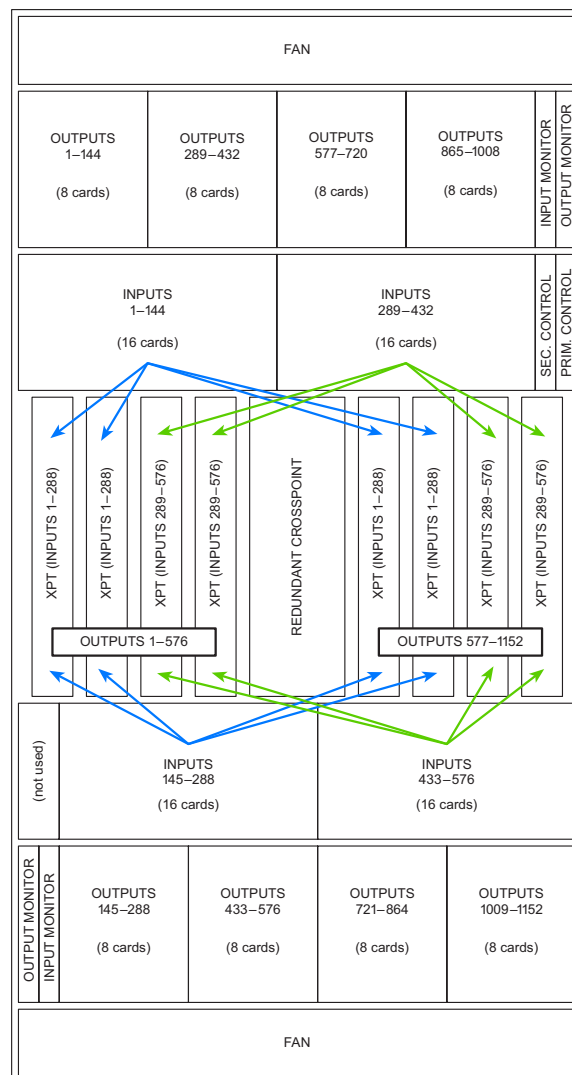 FAN
OUTPUTS
1–144
(8 cards)
OUTPUTS
289–432
(8 cards)
OUTPUTS
577–720
(8 cards)
OUTPUTS
865–1008
(8 cards)
INPUT MONITOR
OUTPUT MONITOR
INPUTS
1–144
(16 cards)
INPUTS
289–432
(16 cards)
SEC. CONTROL
PRIM. CONTROL
XPT (INPUTS 1–288)
XPT (INPUTS 1–288)
XPT (INPUTS 289–576)
XPT (INPUTS 289–576)
REDUNDANT CROSSPOINT
XPT (INPUTS 1–288)
XPT (INPUTS 1–288)
XPT (INPUTS 289–576)
XPT (INPUTS 289–576)
OUTPUTS 1–576
OUTPUTS 577–1152
(not used)
INPUTS
145–288
(16 cards)
INPUTS
433–576
(16 cards)
OUTPUT MONITOR
INPUT MONITOR
OUTPUTS
145–288
(8 cards)
OUTPUTS
433–576
(8 cards)
OUTPUTS
721–864
(8 cards)
OUTPUTS
1009–1152
(8 cards)
FAN